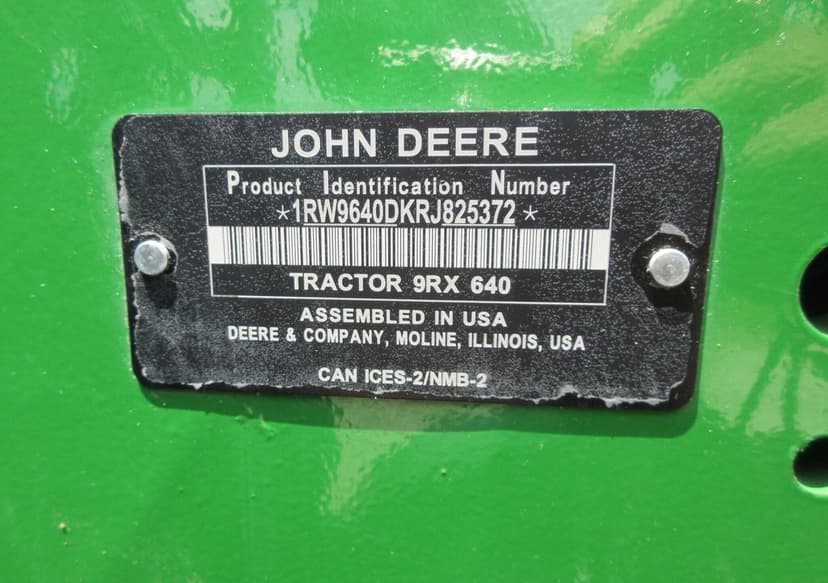 JOHN DEERE
Product Identification Number
*1RW9640DKRJ825372*
TRACTOR 9RX 640
ASSEMBLED IN USA
DEERE & COMPANY, MOLINE, ILLINOIS, USA
CAN ICES-2/NMB-2